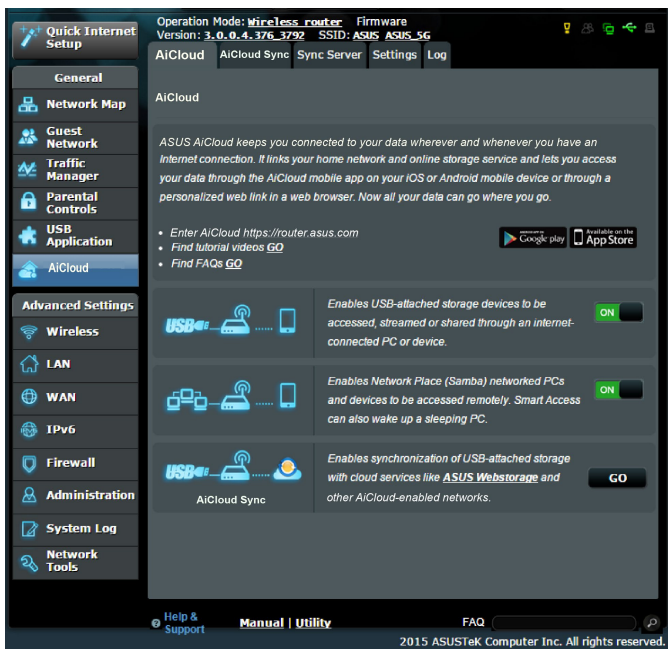 Quick Internet
Setup
Operation Mode: Wireless router Firmware
Version: 3.0.0.4.376_3792 SSID: ASUS ASUS_5G
AiCloud AiCloud Sync Sync Server Settings Log
General
Network Map
Guest
Network
Traffic
Manager
Parental
Controls
USB
Application
AiCloud
Advanced Settings
Wireless
LAN
WAN
IPv6
Firewall
Administration
System Log
Network
Tools
AiCloud
ASUS AiCloud keeps you connected to your data wherever and whenever you have an
Internet connection. It links your home network and online storage service and lets you access
your data through the AiCloud mobile app on your iOS or Android mobile device or through a
personalized web link in a web browser. Now all your data can go where you go.
• Enter AiCloud https://router.asus.com
• Find tutorial videos GO
• Find FAQs GO
Google play
Available on the
App Store
USB
Enables USB-attached storage devices to be
accessed, streamed or shared through an internet-
connected PC or device.
ON
Enables Network Place (Samba) networked PCs
and devices to be accessed remotely. Smart Access
can also wake up a sleeping PC.
ON
USB
AiCloud Sync
Enables synchronization of USB-attached storage
with cloud services like ASUS Webstorage and
other AiCloud-enabled networks.
GO
Help &
Support
Manual | Utility
FAQ
2015 ASUSTeK Computer Inc. All rights reserved.